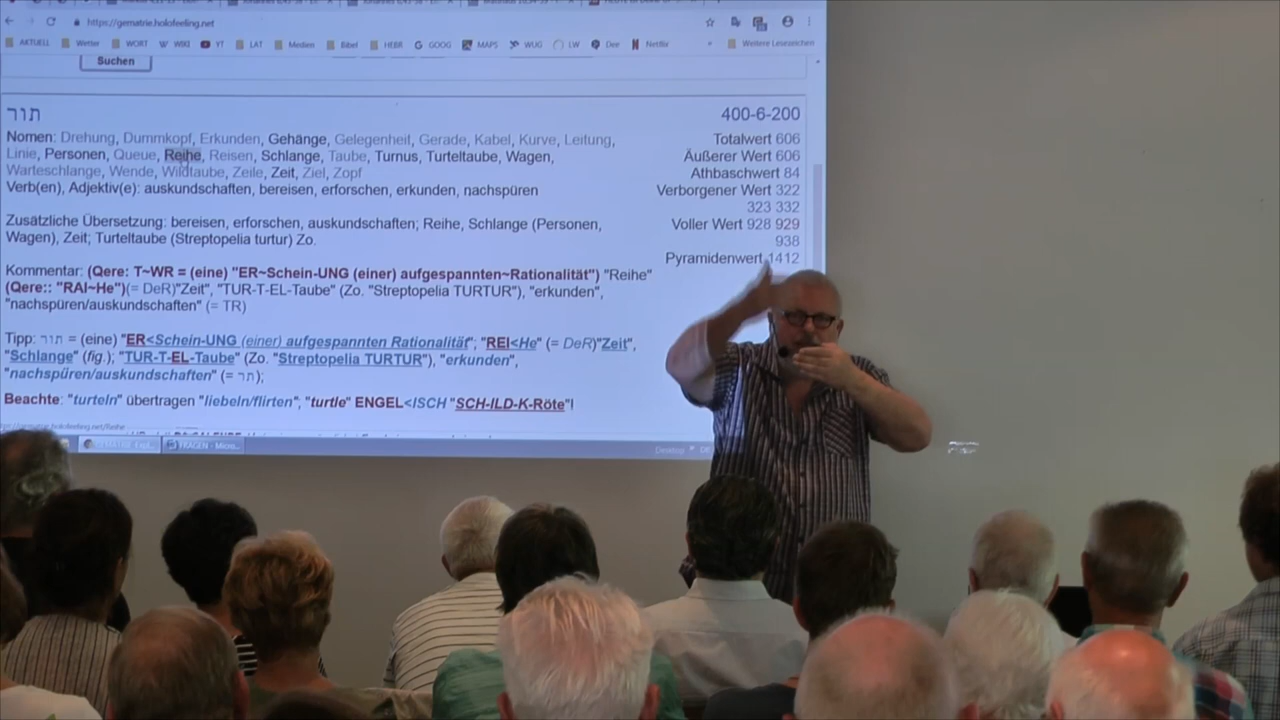 https://gematrie.holofeeling.net
AKTUELL Wetter WORT WIKI YT LAT Medien Bibel HEBR GOOG MAPS WUG LW Dee Netflix » Weitere Lesezeichen
Suchen
תור 400-6-200
Nomen: Drehung, Dummkopf, Erkunden, Gehänge, Gelegenheit, Gerade, Kabel, Kurve, Leitung,
Linie, Personen, Queue, Reihe, Reisen, Schlange, Taube, Turnus, Turteltaube, Wagen,
Warteschlange, Wende, Wildtaube, Zeile, Zeit, Ziel, Zopf
Verb(en), Adjektiv(e): auskundschaften, bereisen, erforschen, erkunden, nachspüren
Totalwert 606
Äußerer Wert 606
Athbaschwert 84
Verborgener Wert 322
323 332
Voller Wert 928 929
938
Pyramidenwert 1412
Zusätzliche Übersetzung: bereisen, erforschen, auskundschaften; Reihe, Schlange (Personen,
Wagen), Zeit; Turteltaube (Streptopelia turtur) Zo.
Kommentar: (Qere: T~WR = (eine) "ER~Schein-UNG (einer) aufgespannten~Rationalität") "Reihe"
(Qere:: "RAI~He")(= DeR)"Zeit", "TUR-T-EL-Taube" (Zo. "Streptopelia TURTUR"), "erkunden",
"nachspüren/auskundschaften" (= TR)
Tipp: תור = (eine) "ER<Schein-UNG (einer) aufgespannten Rationalität"; "REI<He" (= DeR)"Zeit",
"Schlange" (fig.); "TUR-T-EL-Taube" (Zo. "Streptopelia TURTUR"), "erkunden",
"nachspüren/auskundschaften" (= תר);
Beachte: "turteln" übertragen "liebeln/flirten", "turtle" ENGEL<ISCH "SCH-ILD-K-Röte"!
Desktop